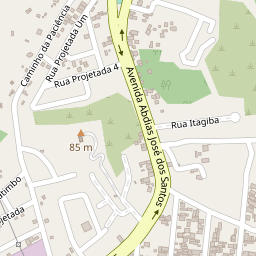 Caminho da Paciência
Rua Projetada Um
Rua Projetada 4
Avenida Abdias José dos Santos
Rua Itagiba
85 m